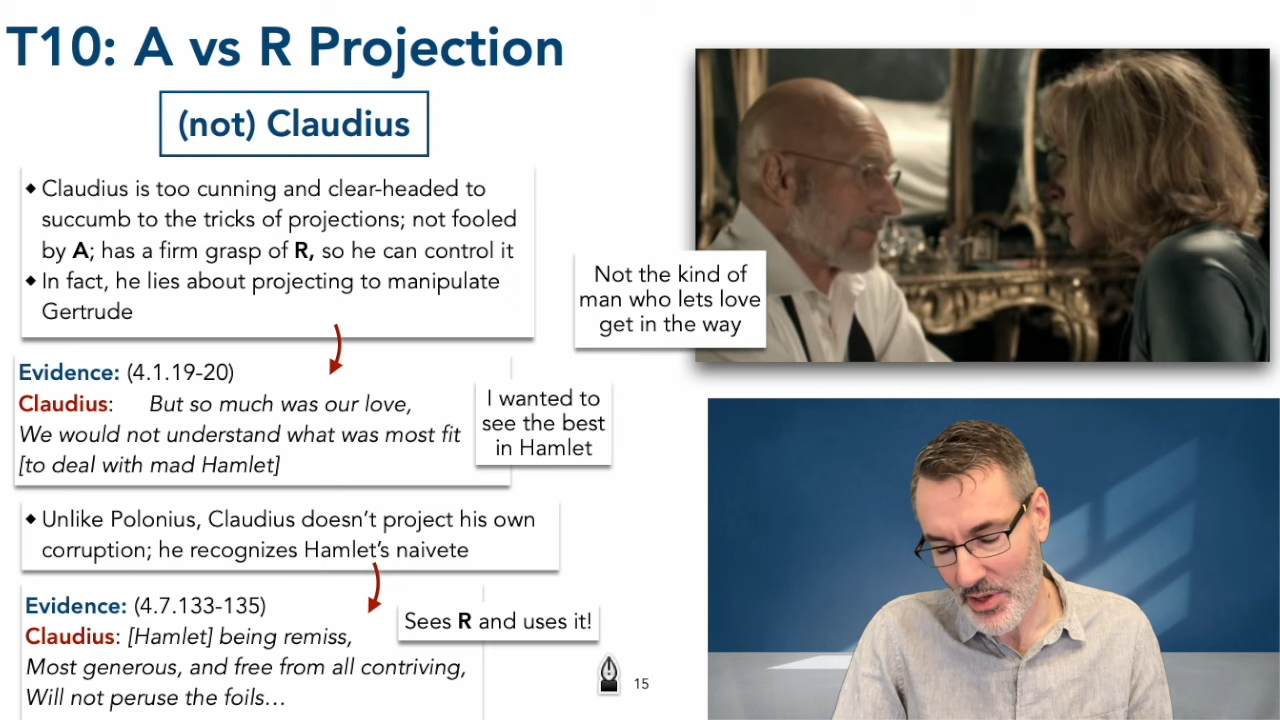 T10: A vs R Projection
(not) Claudius
◆ Claudius is too cunning and clear-headed to
succumb to the tricks of projections; not fooled
by A; has a firm grasp of R, so he can control it
◆ In fact, he lies about projecting to manipulate
Gertrude
Not the kind of
man who lets love
get in the way
Evidence: (4.1.19-20)
Claudius: But so much was our love,
We would not understand what was most fit
[to deal with mad Hamlet]
I wanted to
see the best
in Hamlet
◆ Unlike Polonius, Claudius doesn't project his own
corruption; he recognizes Hamlet's naivete
Evidence: (4.7.133-135)
Claudius: [Hamlet] being remiss,
Most generous, and free from all contriving,
Will not peruse the foils…
Sees R and uses it!
15